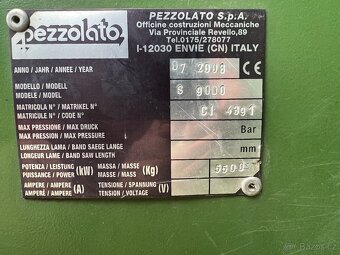 pezzolato
PEZZOLATO S.p.A.
Officine costruzioni Meccaniche
Via Provinciale Revello,89
Tel.0175/278077
I-12030 ENVIE (CN) ITALY
ANNO / JAHR / ANNEE / YEAR 07 2008 CE
MODELLO / MODELL
MODELE / MODEL S 9000
MATRICOLA N° / MATRIKEL N°
MATRICULE N° / CODE N° CI 4391
MAX PRESSIONE / MAX DRUCK
MAX PRESSION / MAX PRESSURE Bar
LUNGHEZZA LAMA / BAND SAEGE LANGE
LONGEUR LAME / BAND SAW LENGTH mm
POTENZA / LEISTUNG (kW) MASSA / MASSE (Kg)
PUISSANCE / POWER MASSE / MASS
AMPERE / AMPERE (A) TENSIONE / SPANNUNG (V)
AMPERE / AMPERE TENSION / VOLTAGE